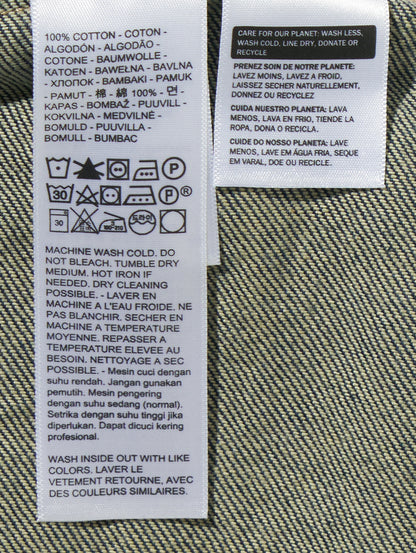 100% COTTON - COTON -
ALGODÓN - ALGODÃO -
COTONE - BAUMWOLLE -
KATOEN - BAWEŁNA - BAVLNA
- ХЛОПОК - BAMBAKI - PAMUK
- PAMUT - 棉 - 綿 100% - 면
KAPAS - BOMBAŽ - PUUVILL -
KOKVILNA - MEDVILNĖ -
BOMULD - PUUVILLA -
BOMULL - BUMBAC
P
30 P®
30 110 180-210 드라이
MACHINE WASH COLD. DO
NOT BLEACH. TUMBLE DRY
MEDIUM. HOT IRON IF
NEEDED. DRY CLEANING
POSSIBLE. - LAVER EN
MACHINE A L'EAU FROIDE. NE
PAS BLANCHIR. SECHER EN
MACHINE A TEMPERATURE
MOYENNE. REPASSER A
TEMPERATURE ELEVEE AU
BESOIN. NETTOYAGE A SEC
POSSIBLE. - Mesin cuci dengan
suhu rendah. Jangan gunakan
pemutih. Mesin pengering
dengan suhu sedang (normal).
Setrika dengan suhu tinggi jika
diperlukan. Dapat dicuci kering
profesional.
WASH INSIDE OUT WITH LIKE
COLORS. LAVER LE
VETEMENT RETOURNE, AVEC
DES COULEURS SIMILAIRES.
CARE FOR OUR PLANET: WASH LESS,
WASH COLD, LINE DRY, DONATE OR
RECYCLE
PRENEZ SOIN DE NOTRE PLANETE:
LAVEZ MOINS, LAVEZ A FROID,
LAISSEZ SECHER NATURELLEMENT,
DONNEZ OU RECYCLEZ
CUIDA NUESTRO PLANETA: LAVA
MENOS, LAVA EN FRIO, TIENDE LA
ROPA, DONA O RECICLA.
CUIDE DO NOSSO PLANETA: LAVE
MENOS, LAVE EM ÁGUA FRIA, SEQUE
EM VARAL, DOE OU RECICLE.